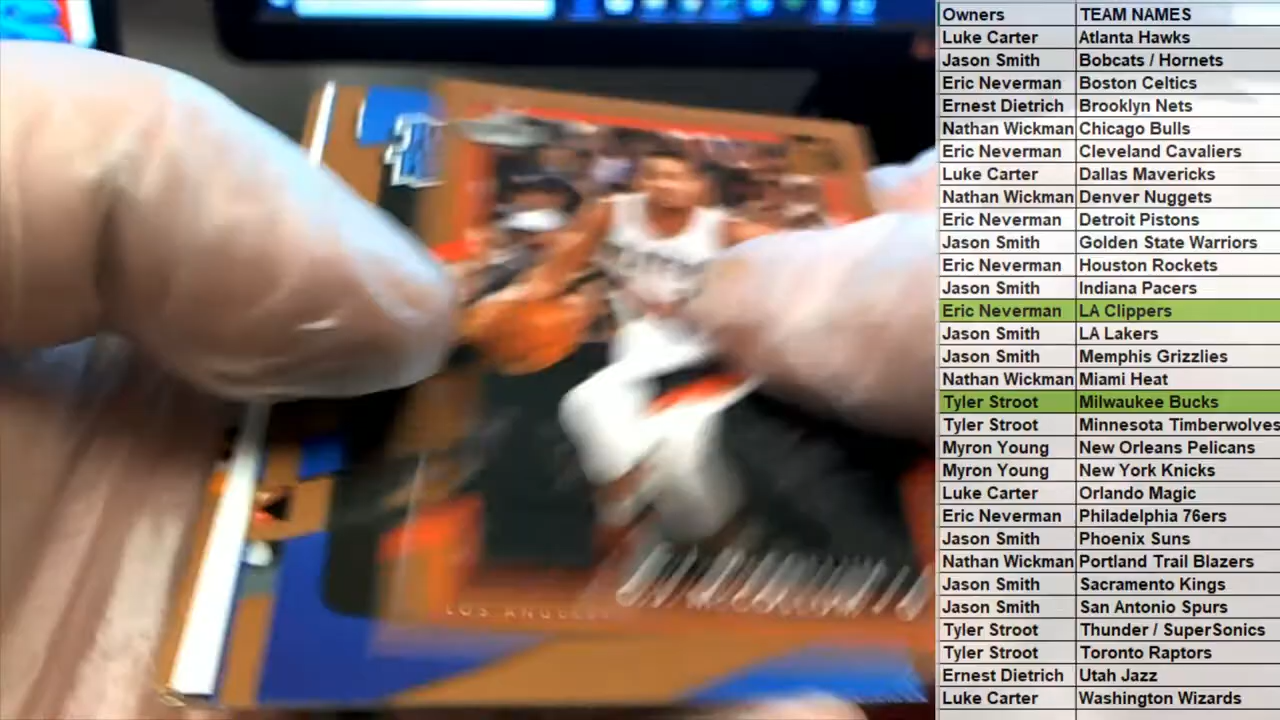 Owners TEAM NAMES
Luke Carter Atlanta Hawks
Jason Smith Bobcats / Hornets
Eric Neverman Boston Celtics
Ernest Dietrich Brooklyn Nets
Nathan Wickman Chicago Bulls
Eric Neverman Cleveland Cavaliers
Luke Carter Dallas Mavericks
Nathan Wickman Denver Nuggets
Eric Neverman Detroit Pistons
Jason Smith Golden State Warriors
Eric Neverman Houston Rockets
Jason Smith Indiana Pacers
Eric Neverman LA Clippers
Jason Smith LA Lakers
Jason Smith Memphis Grizzlies
Nathan Wickman Miami Heat
Tyler Stroot Milwaukee Bucks
Tyler Stroot Minnesota Timberwolves
Myron Young New Orleans Pelicans
Myron Young New York Knicks
Luke Carter Orlando Magic
Eric Neverman Philadelphia 76ers
Jason Smith Phoenix Suns
Nathan Wickman Portland Trail Blazers
Jason Smith Sacramento Kings
Jason Smith San Antonio Spurs
Tyler Stroot Thunder / SuperSonics
Tyler Stroot Toronto Raptors
Ernest Dietrich Utah Jazz
Luke Carter Washington Wizards
LOS ANGELES